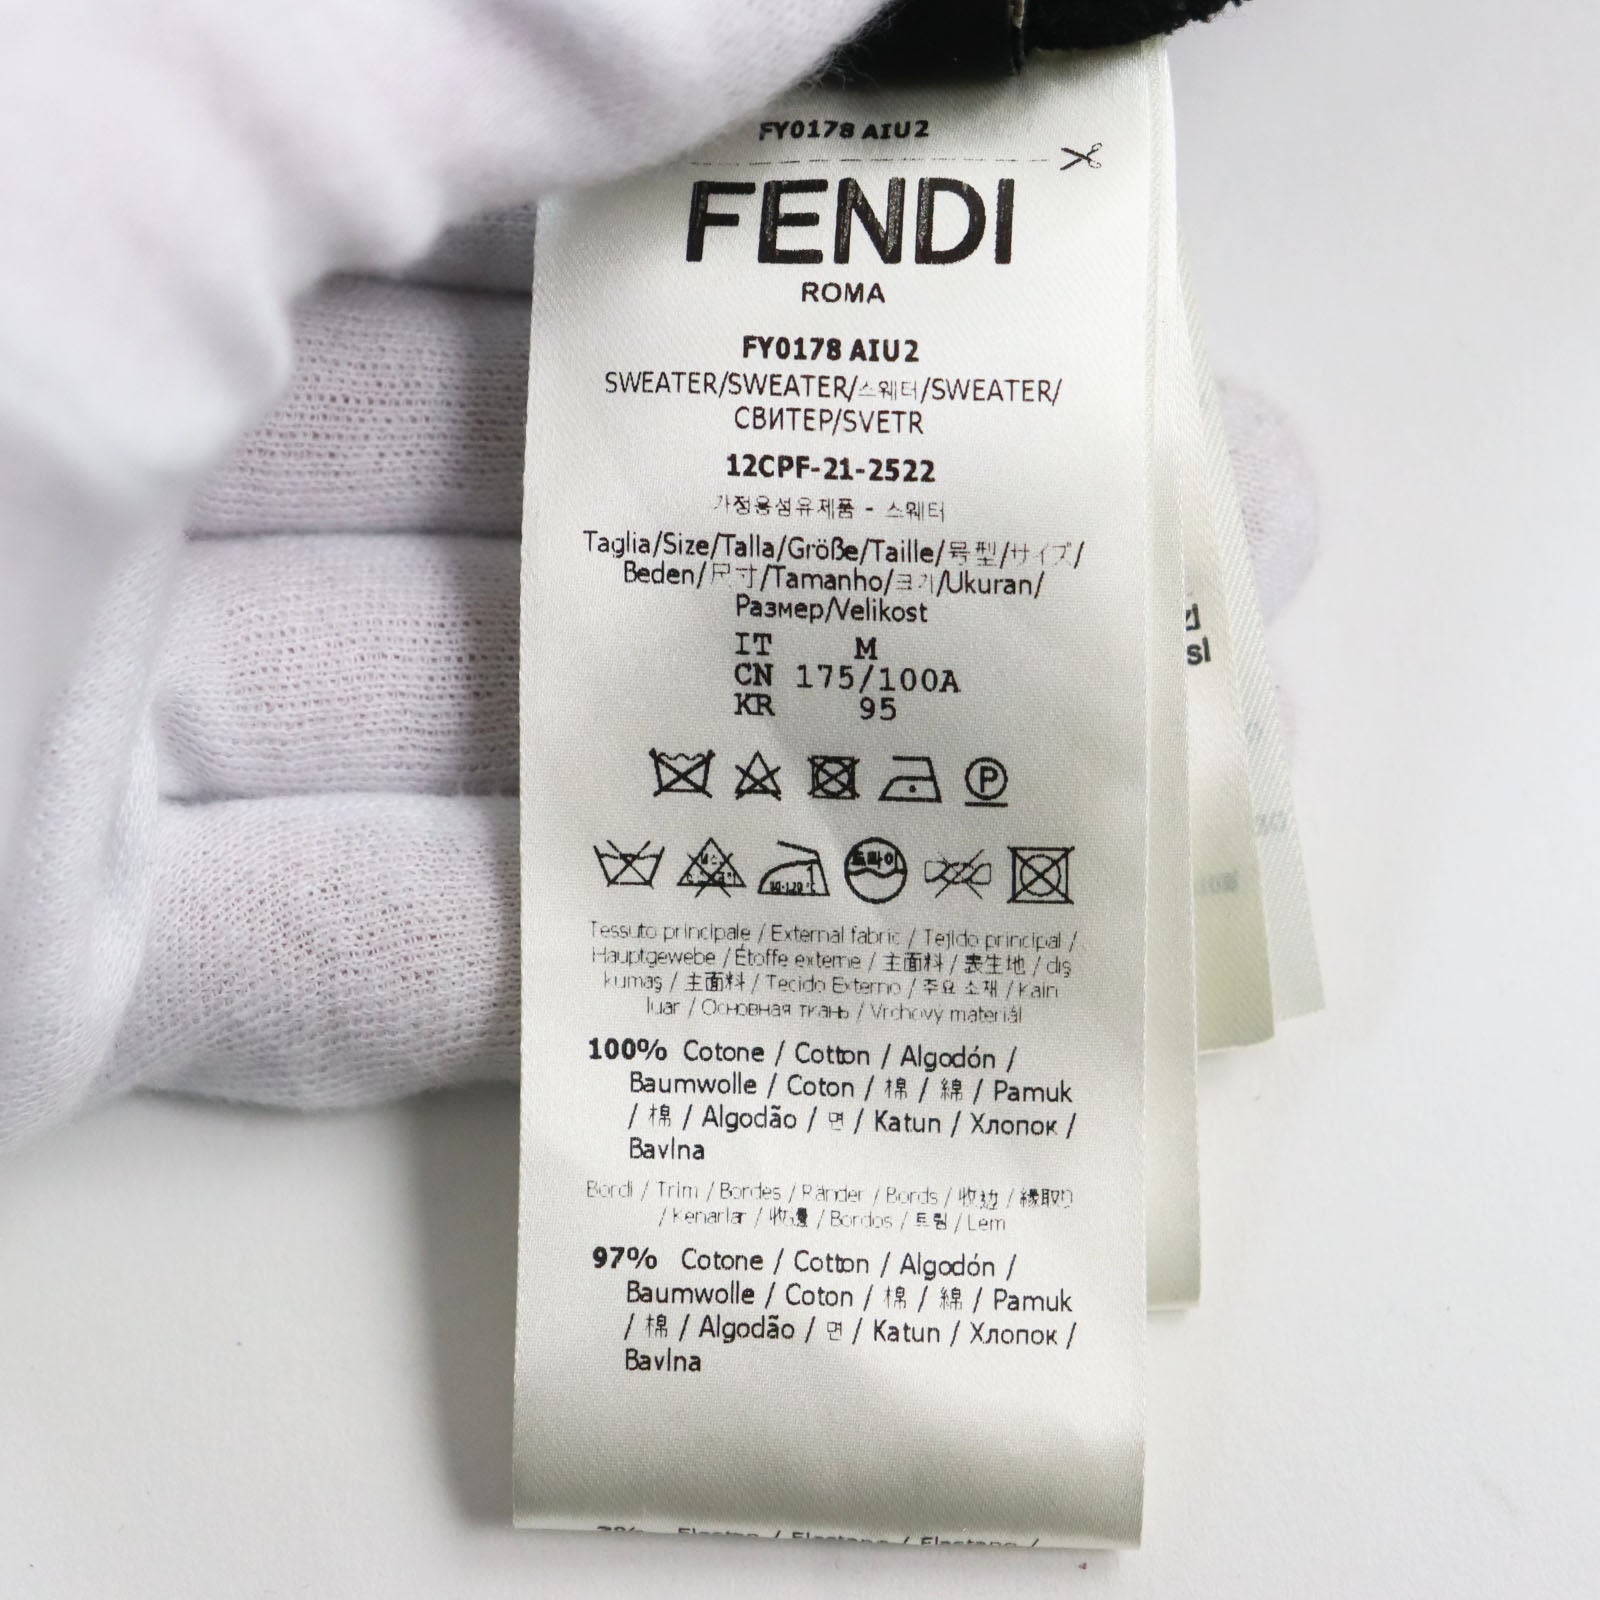 FY0178 AIU2
FENDI
ROMA
FY0178 AIU2
SWEATER/SWEATER/스웨터/SWEATER/
СВИТЕР/SVETR
12CPF-21-2522
가정용섬유제품 - 스웨터
Taglia/Size/Talla/Größe/Taille/号型/サイズ/
Beden/尺寸/Tamanho/크기/Ukuran/
Размер/Velikost
IT M
CN 175/100A
KR 95
P
드라이
Tessuto principale / External fabric / Tejido principal /
Hauptgewebe / Étoffe externe / 主面料 / 表生地 / dış
kumaş / 主面料 / Tecido Externo / 주요 소재 / Kain
luar / Основная ткань / Vrchový materiál
100% Cotone / Cotton / Algodón /
Baumwolle / Coton / 棉 / 綿 / Pamuk
/ 棉 / Algodão / 면 / Katun / Хлопок /
Bavlna
Bordi / Trim / Bordes / Ränder / Bords / 收边 / 縁取り
/ Kenarlar / 收邊 / Bordos / 트림 / Lem
97% Cotone / Cotton / Algodón /
Baumwolle / Coton / 棉 / 綿 / Pamuk
/ 棉 / Algodão / 면 / Katun / Хлопок /
Bavlna